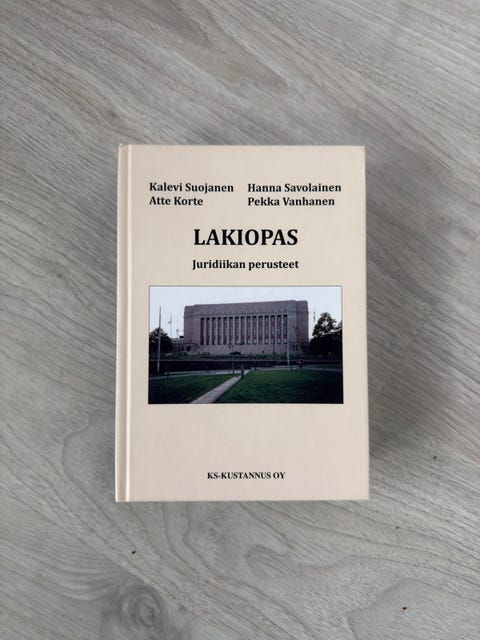 Kalevi Suojanen Hanna Savolainen
Atte Korte Pekka Vanhanen
LAKIOPAS
Juridiikan perusteet
KS-KUSTANNUS OY